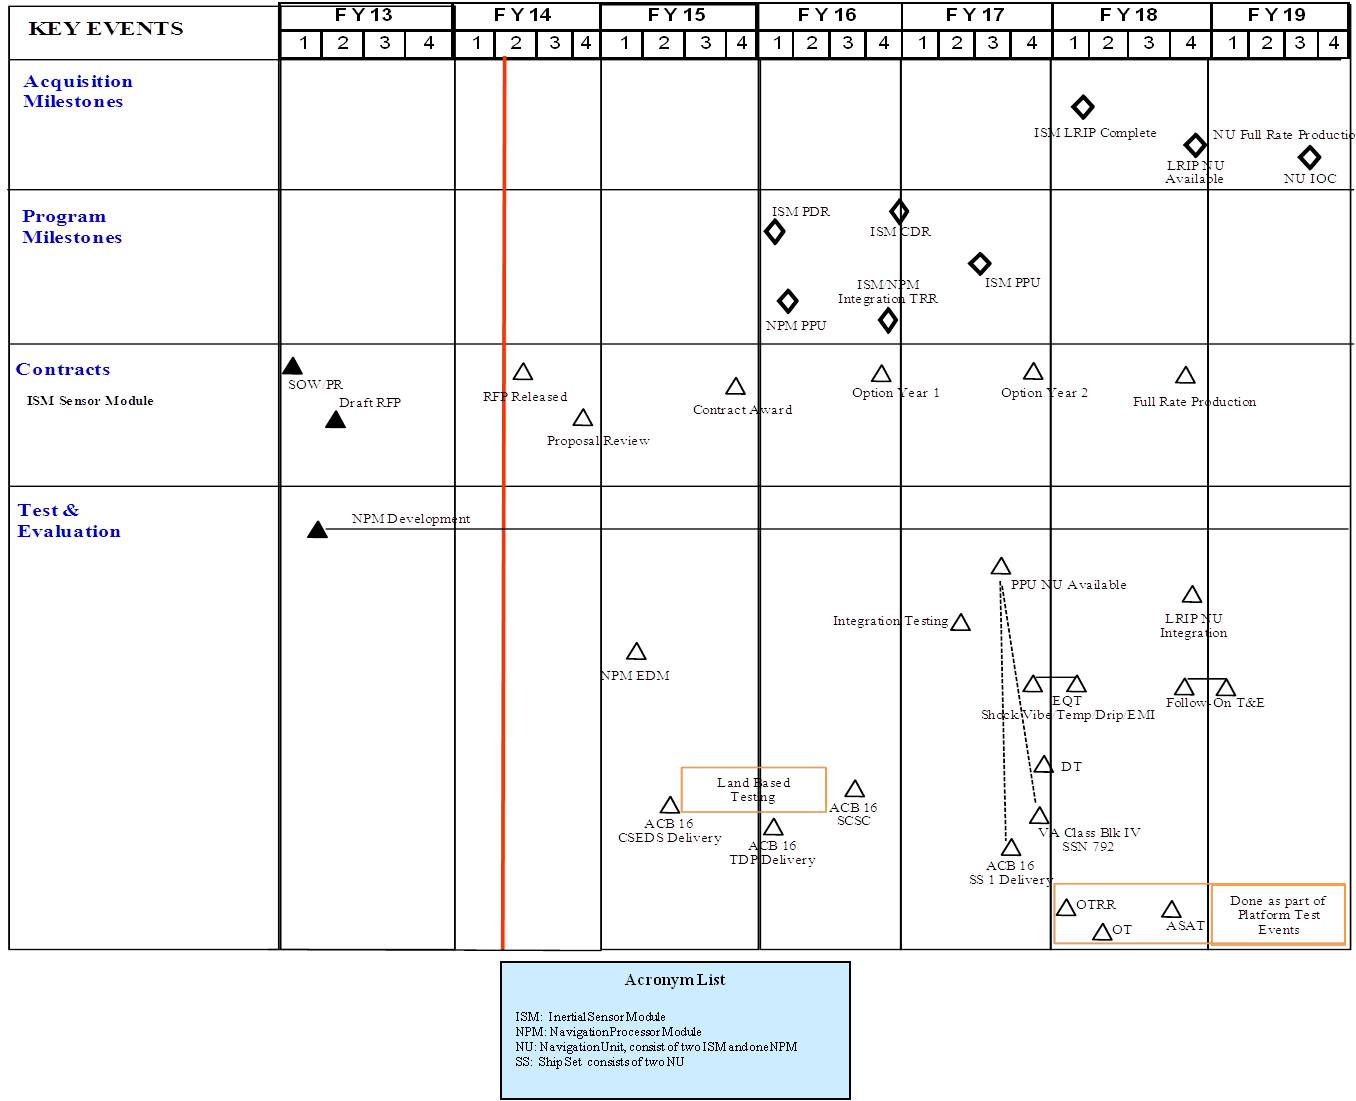 KEY EVENTS
FY13 FY14 FY15 FY16 FY17 FY18 FY19
1 2 3 4 1 2 3 4 1 2 3 4 1 2 3 4 1 2 3 4 1 2 3 4 1 2 3 4
Acquisition
Milestones
ISM LRIP Complete
NU Full Rate Productio
LRIP NU
Available
NU IOC
Program
Milestones
ISM PDR
ISM CDR
ISM PPU
ISM/NPM
Integration TRR
NPM PPU
Contracts
ISM Sensor Module
SOW/PR
Draft RFP
RFP Released
Proposal Review
Contract Award
Option Year 1
Option Year 2
Full Rate Production
Test &
Evaluation
NPM Development
PPU NU Available
Integration Testing
LRIP NU
Integration
NPM EDM
EQT
Shock/Vibe/Temp/Drip/EMI
Follow-On T&E
DT
Land Based
Testing
ACB 16
CSEDS Delivery
ACB 16
TDP Delivery
ACB 16
SCSC
VA Class Blk IV
SSN 792
ACB 16
SS 1 Delivery
OTRR
OT
ASAT
Done as part of
Platform Test
Events
Acronym List
ISM: Inertial Sensor Module
NPM: Navigation Processor Module
NU: Navigation Unit, consist of two ISM and one NPM
SS: Ship Set consists of two NU